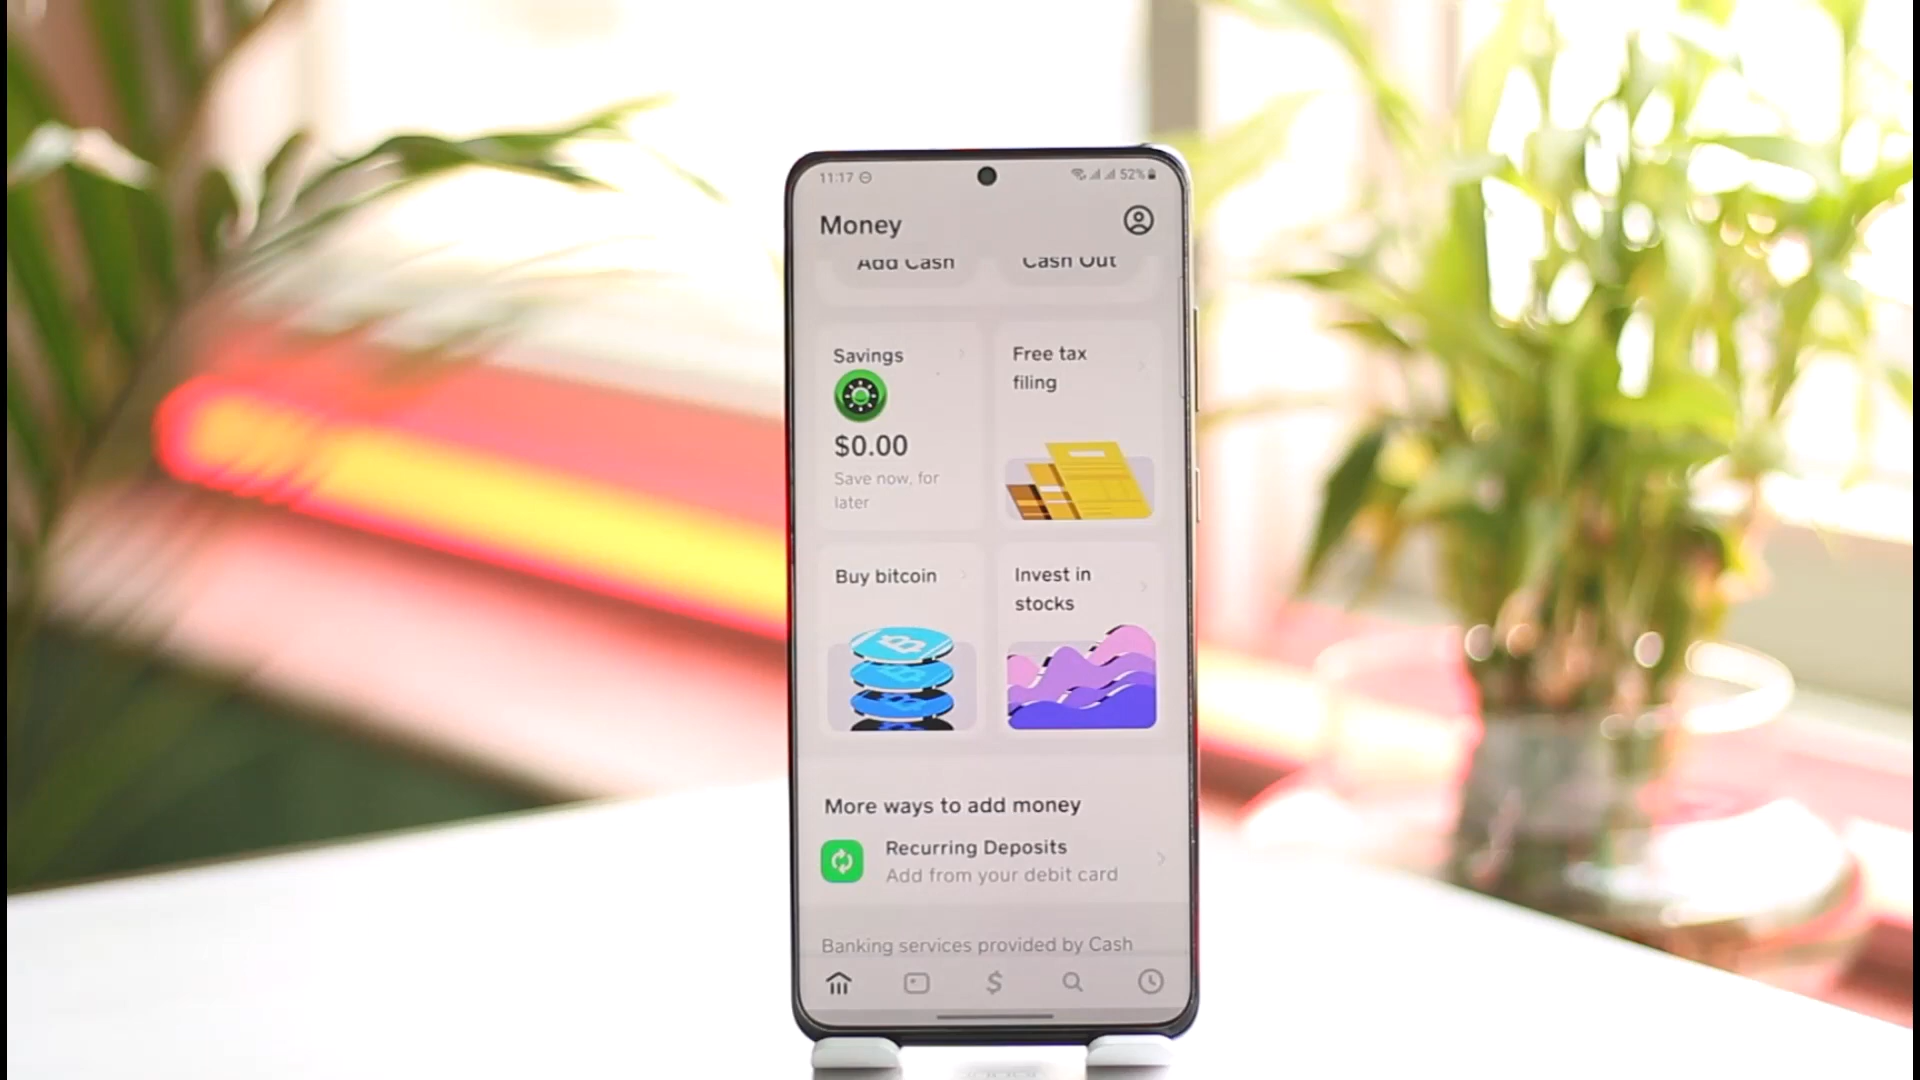 11:17
52%
Money
Add Cash
Cash Out
Savings
$0.00
Save now, for
later
Free tax
filing
Buy bitcoin
Invest in
stocks
More ways to add money
Recurring Deposits
Add from your debit card
Banking services provided by Cash